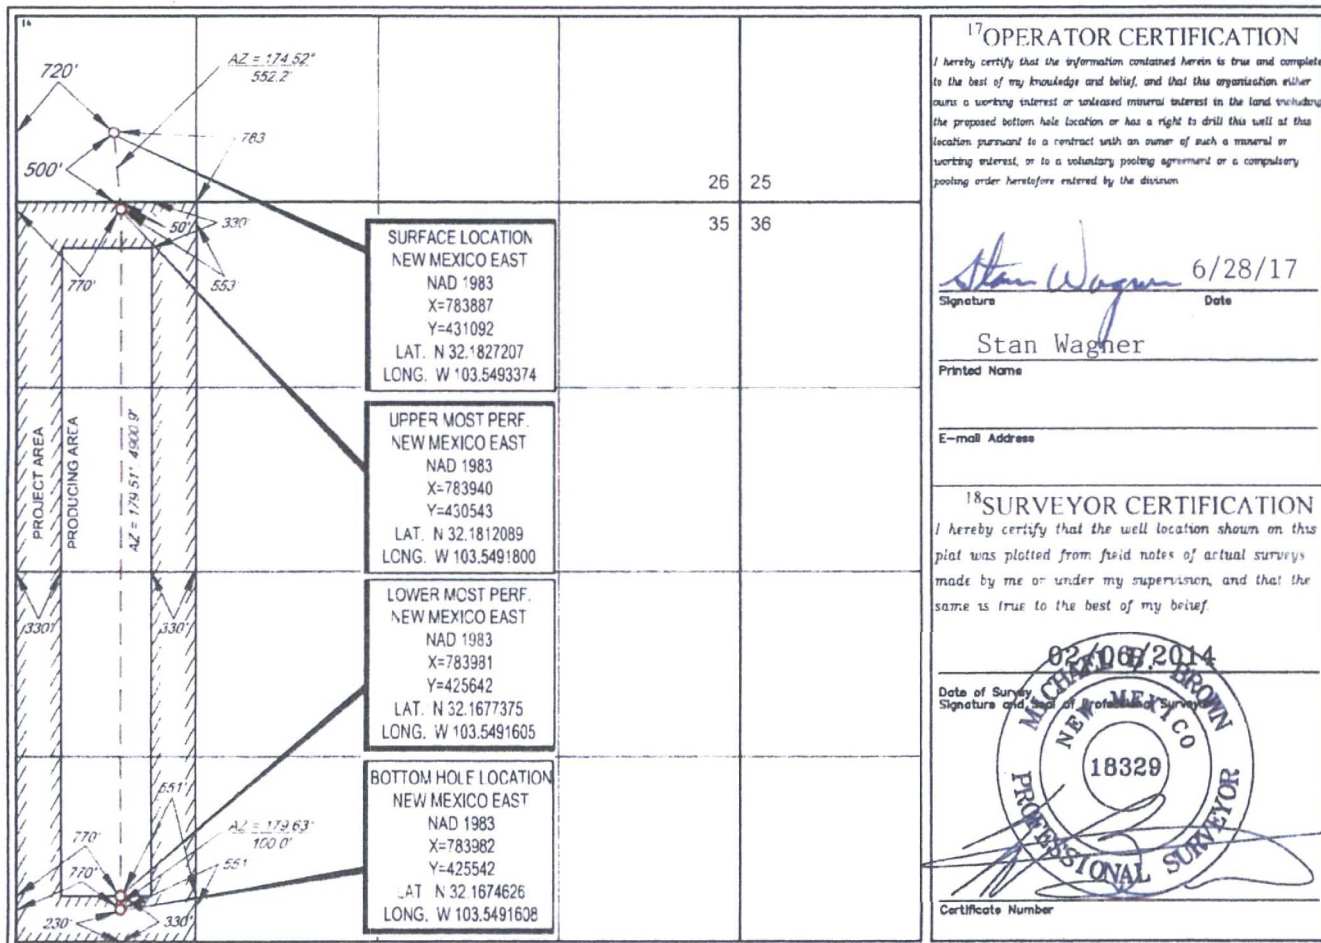 16
720'
AZ = 174.52°
552.2'
783
500'
26 25
35 36
50'
330'
770'
553'
SURFACE LOCATION
NEW MEXICO EAST
NAD 1983
X=783887
Y=431092
LAT. N 32.1827207
LONG. W 103.5493374
UPPER MOST PERF.
NEW MEXICO EAST
NAD 1983
X=783940
Y=430543
LAT. N 32.1812089
LONG. W 103.5491800
PROJECT AREA
PRODUCING AREA
AZ = 179.51°, 4900.9'
330'
330'
LOWER MOST PERF.
NEW MEXICO EAST
NAD 1983
X=783981
Y=425642
LAT. N 32.1677375
LONG. W 103.5491605
BOTTOM HOLE LOCATION
NEW MEXICO EAST
NAD 1983
X=783982
Y=425542
LAT N 32.1674626
LONG. W 103.5491608
551'
770'
AZ = 179.63°
100.0'
770'
551'
230'
330'
17 OPERATOR CERTIFICATION
I hereby certify that the information contained herein is true and complete
to the best of my knowledge and belief, and that this organization either
owns a working interest or unleased mineral interest in the land including
the proposed bottom hole location or has a right to drill this well at this
location pursuant to a contract with an owner of such a mineral or
working interest, or to a voluntary pooling agreement or a compulsory
pooling order heretofore entered by the division
Stan Wagner 6/28/17
Signature Date
Stan Wagner
Printed Name
E-mail Address
18 SURVEYOR CERTIFICATION
I hereby certify that the well location shown on this
plat was plotted from field notes of actual surveys
made by me or under my supervision, and that the
same is true to the best of my belief.
02/06/2014
Date of Survey
Signature and Seal of Professional Surveyor
MICHAEL B. BROWN
NEW MEXICO
18329
PROFESSIONAL SURVEYOR
Certificate Number